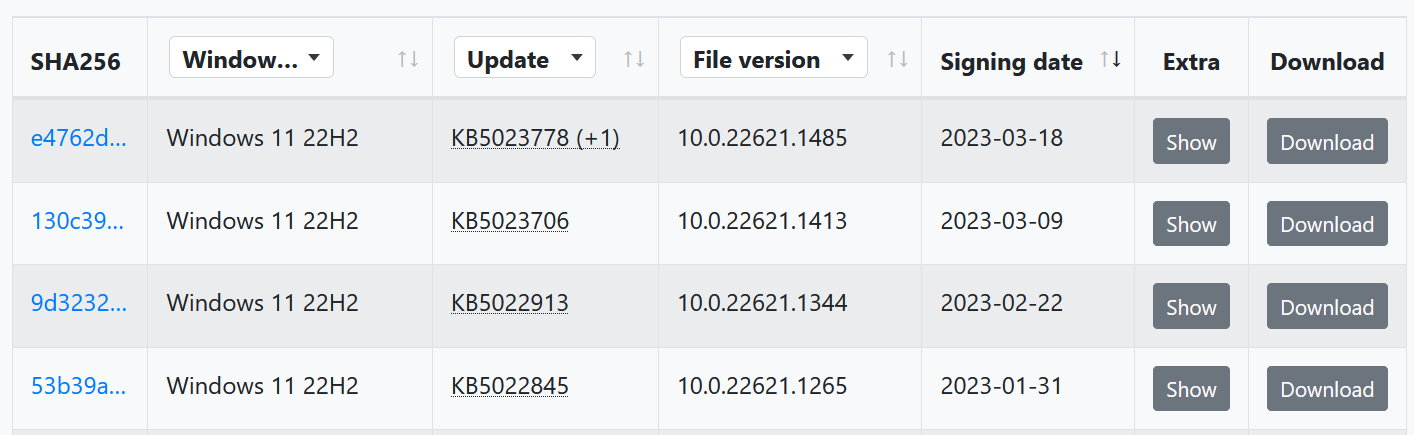 SHA256 Window... Update File version Signing date Extra Download
e4762d... Windows 11 22H2 KB5023778 (+1) 10.0.22621.1485 2023-03-18 Show Download
130c39... Windows 11 22H2 KB5023706 10.0.22621.1413 2023-03-09 Show Download
9d3232... Windows 11 22H2 KB5022913 10.0.22621.1344 2023-02-22 Show Download
53b39a... Windows 11 22H2 KB5022845 10.0.22621.1265 2023-01-31 Show Download